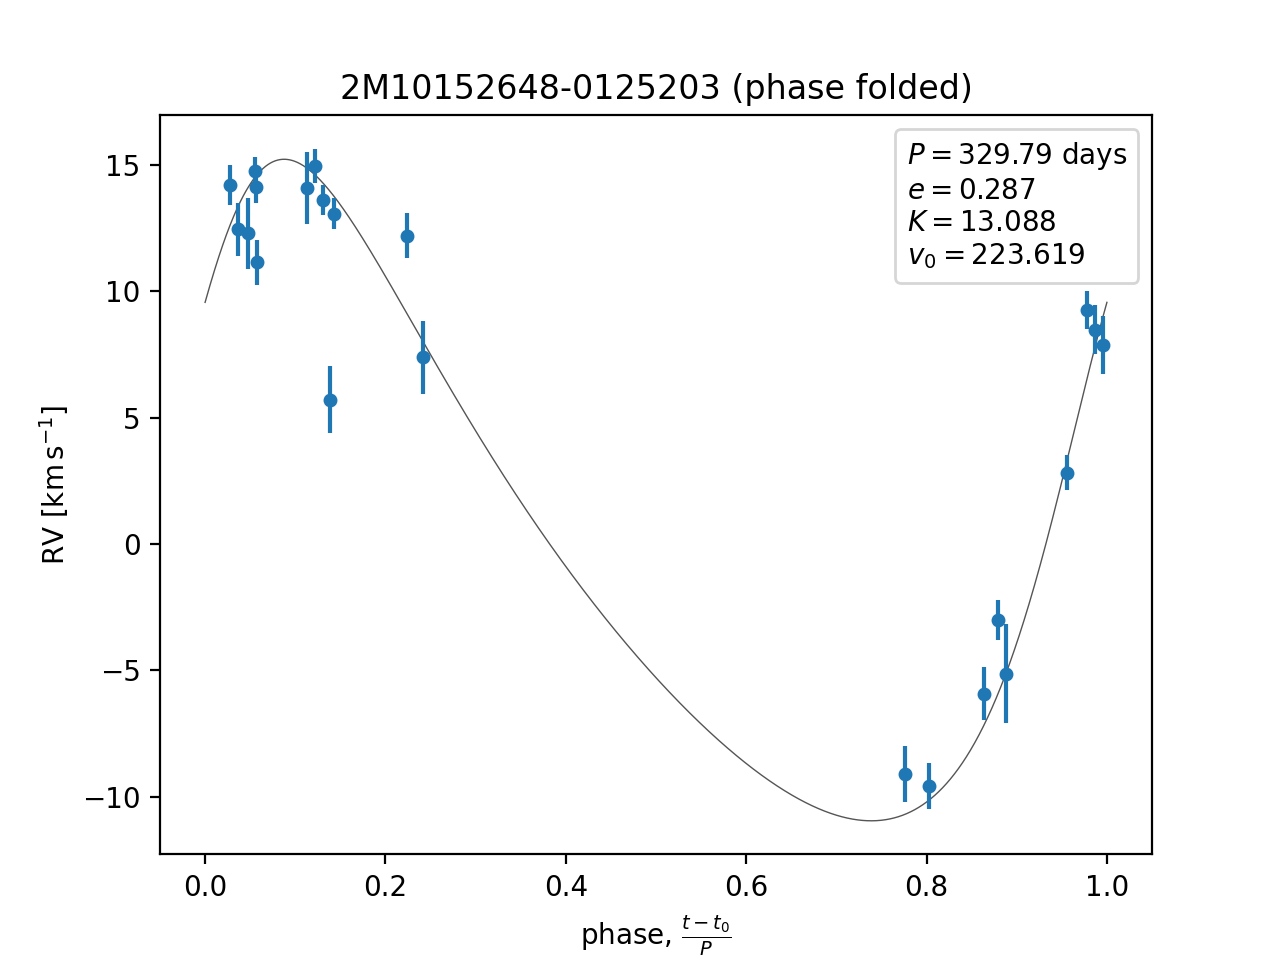 2M10152648-0125203 (phase folded)
P = 329.79 days
e = 0.287
K = 13.088
v₀ = 223.619
15
10
5
0
−5
−10
RV [km s⁻¹]
0.0 0.2 0.4 0.6 0.8 1.0
phase, (t − t₀)/P